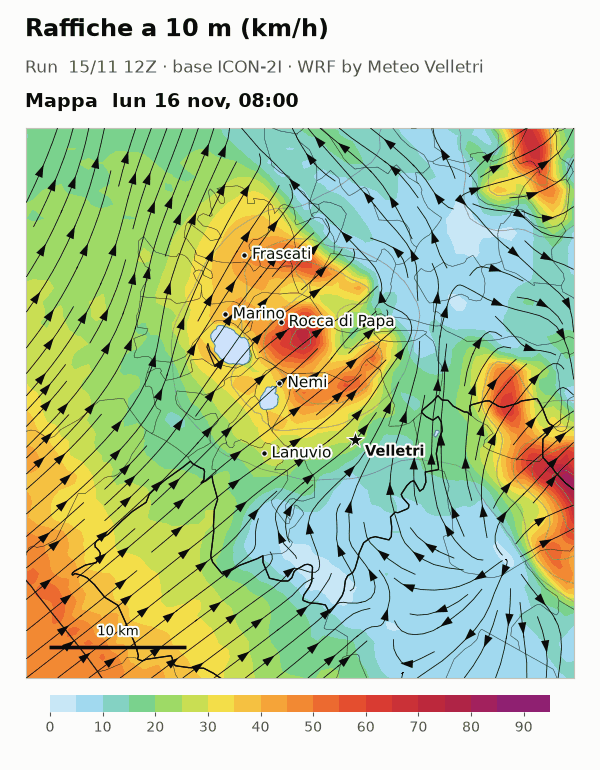 Raffiche a 10 m (km/h)
Run 15/11 12Z · base ICON-2I · WRF by Meteo Velletri
Mappa lun 16 nov, 08:00
Frascati
Marino
Rocca di Papa
Nemi
Velletri
Lanuvio
10 km
0 10 20 30 40 50 60 70 80 90